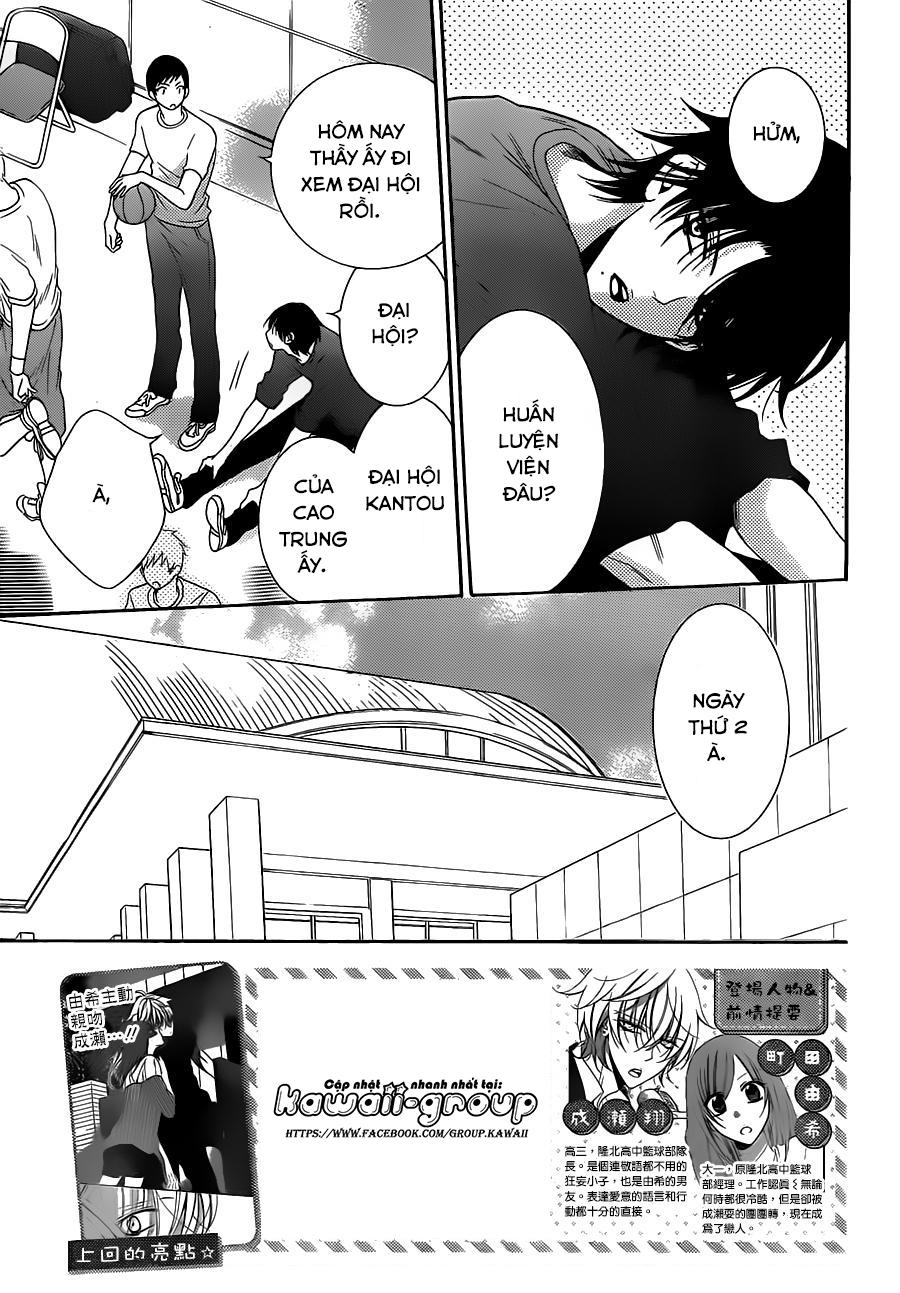 HỬM,
HUẤN
LUYỆN
VIỆN
ĐÂU?
HÔM NAY
THẦY ẤY ĐI
XEM ĐẠI HỘI
RỒI.
ĐẠI
HỘI?
ĐẠI HỘI
KANTOU
CỦA
CAO
TRUNG
ẤY.
À,
NGÀY
THỨ 2
À.
登場人物&
前情提要
町田由希
大一，原隆北高中籃球
部經理。工作認真，無論
何時都很冷酷，但是卻被
成瀨耍的團團轉，現在成
爲了戀人。
成瀨翔
高三，隆北高中籃球部隊
長。是個連敬語都不用的
狂妄小子，也是由希的男
友。表達愛意的語言和行
動都十分的直接。
Cập nhật nhanh nhất tại:
kawaii-group
HTTPS://WWW.FACEBOOK.COM/GROUP.KAWAII
由希主動
親吻
成瀨…!!
上回的亮點☆